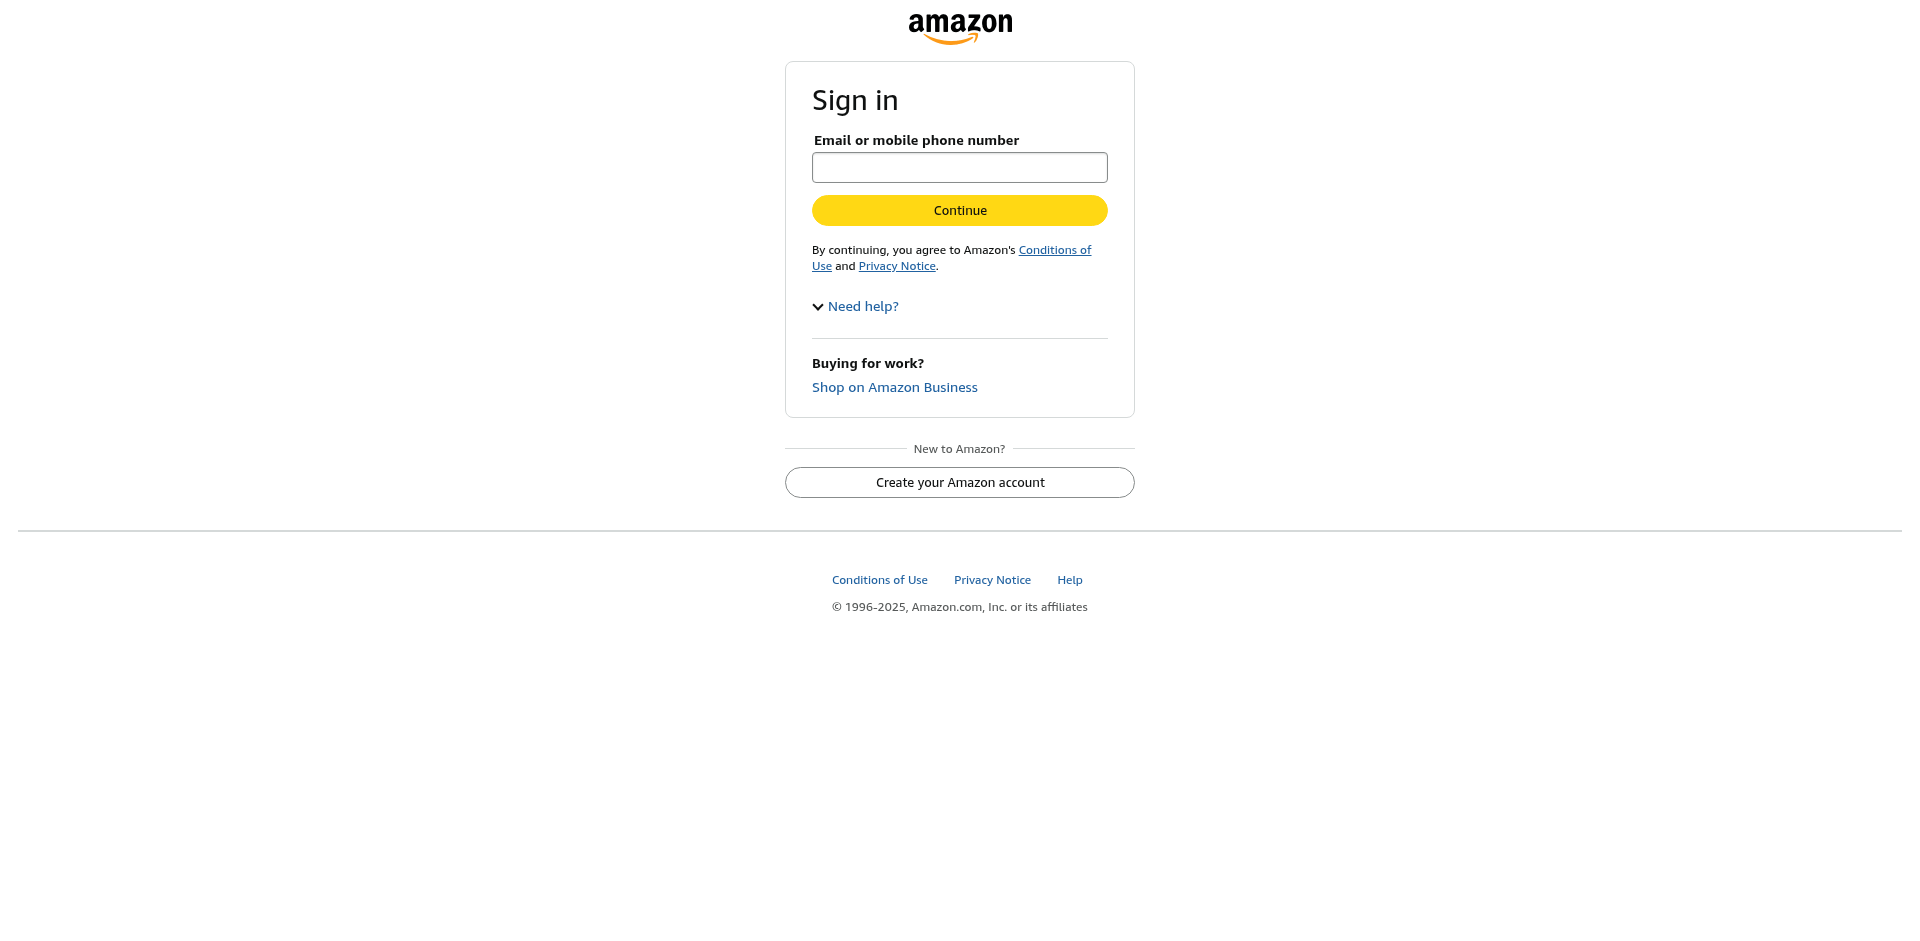 amazon
Sign in
Email or mobile phone number
Continue
By continuing, you agree to Amazon's Conditions of
Use and Privacy Notice.
Need help?
Buying for work?
Shop on Amazon Business
New to Amazon?
Create your Amazon account
Conditions of Use Privacy Notice Help
© 1996-2025, Amazon.com, Inc. or its affiliates